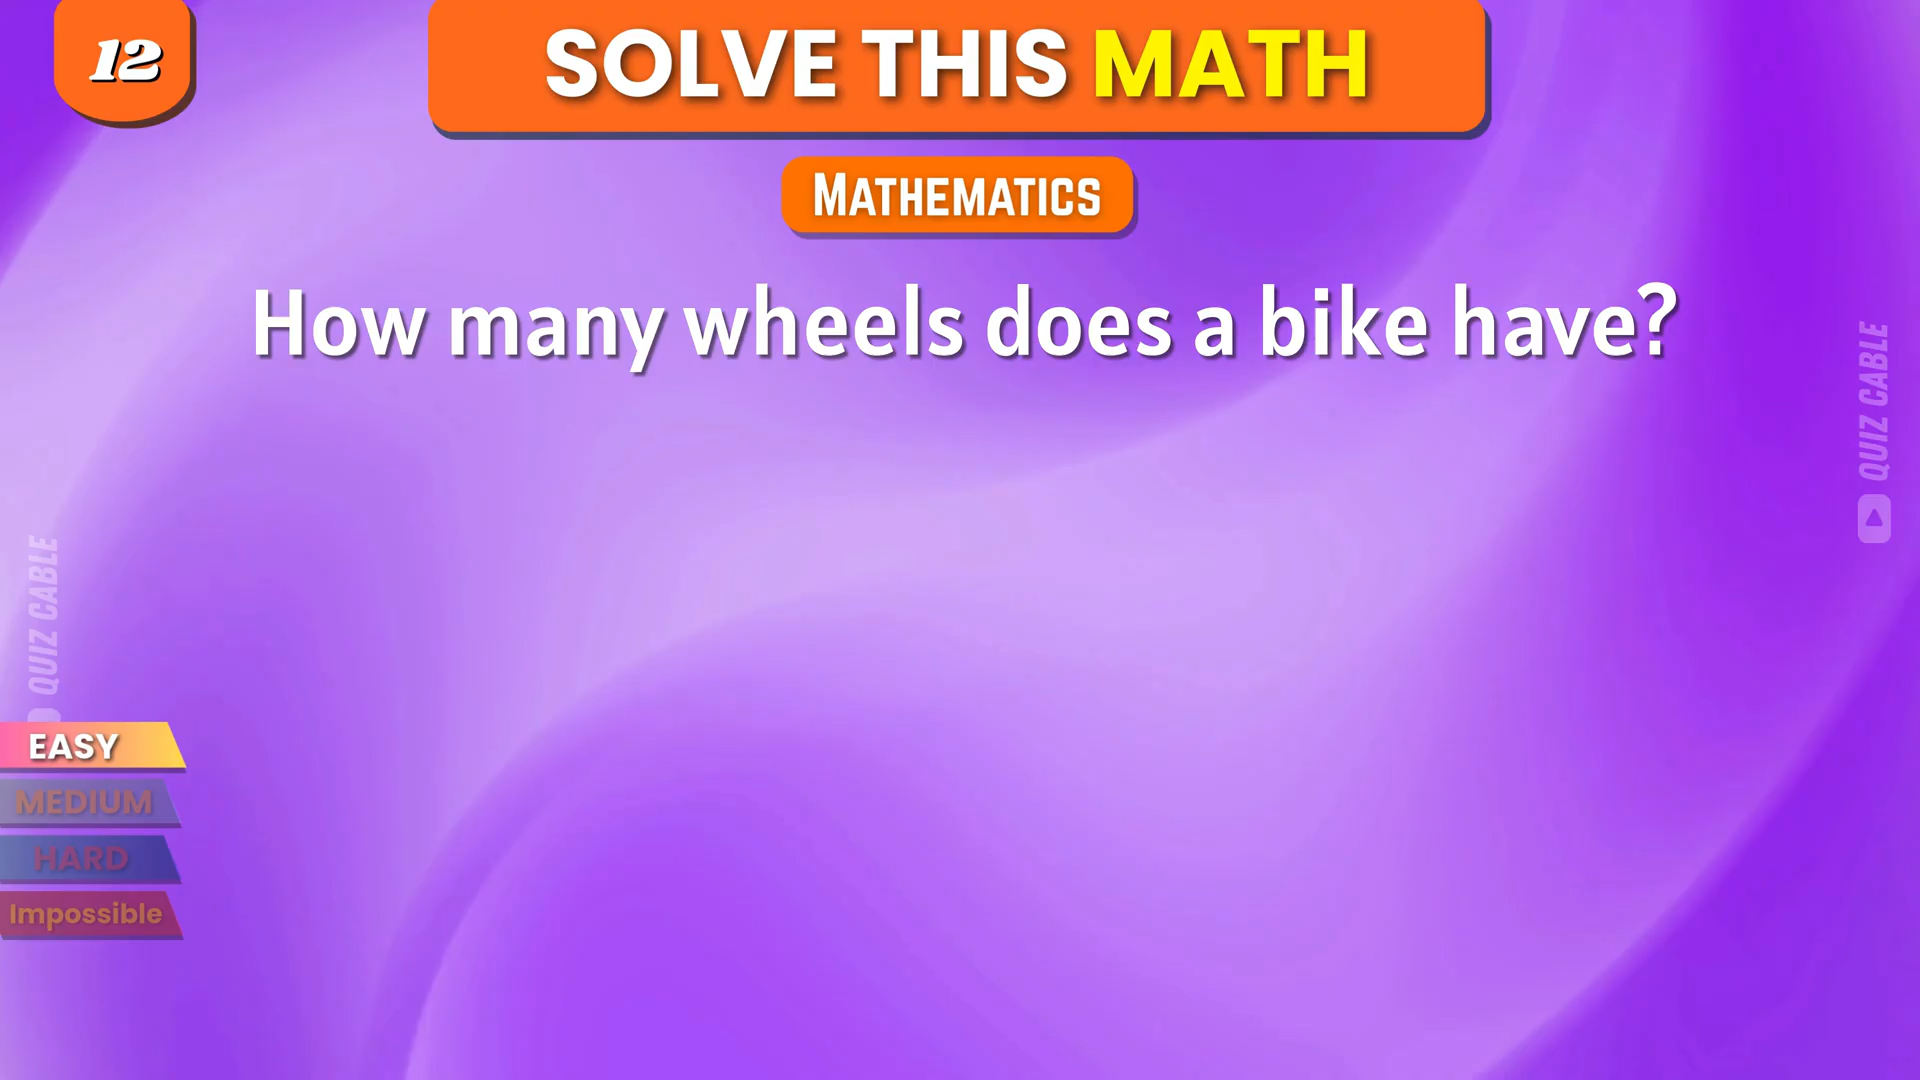 12
SOLVE THIS MATH
MATHEMATICS
How many wheels does a bike have?
QUIZ CABLE
QUIZ CABLE
EASY
MEDIUM
HARD
Impossible